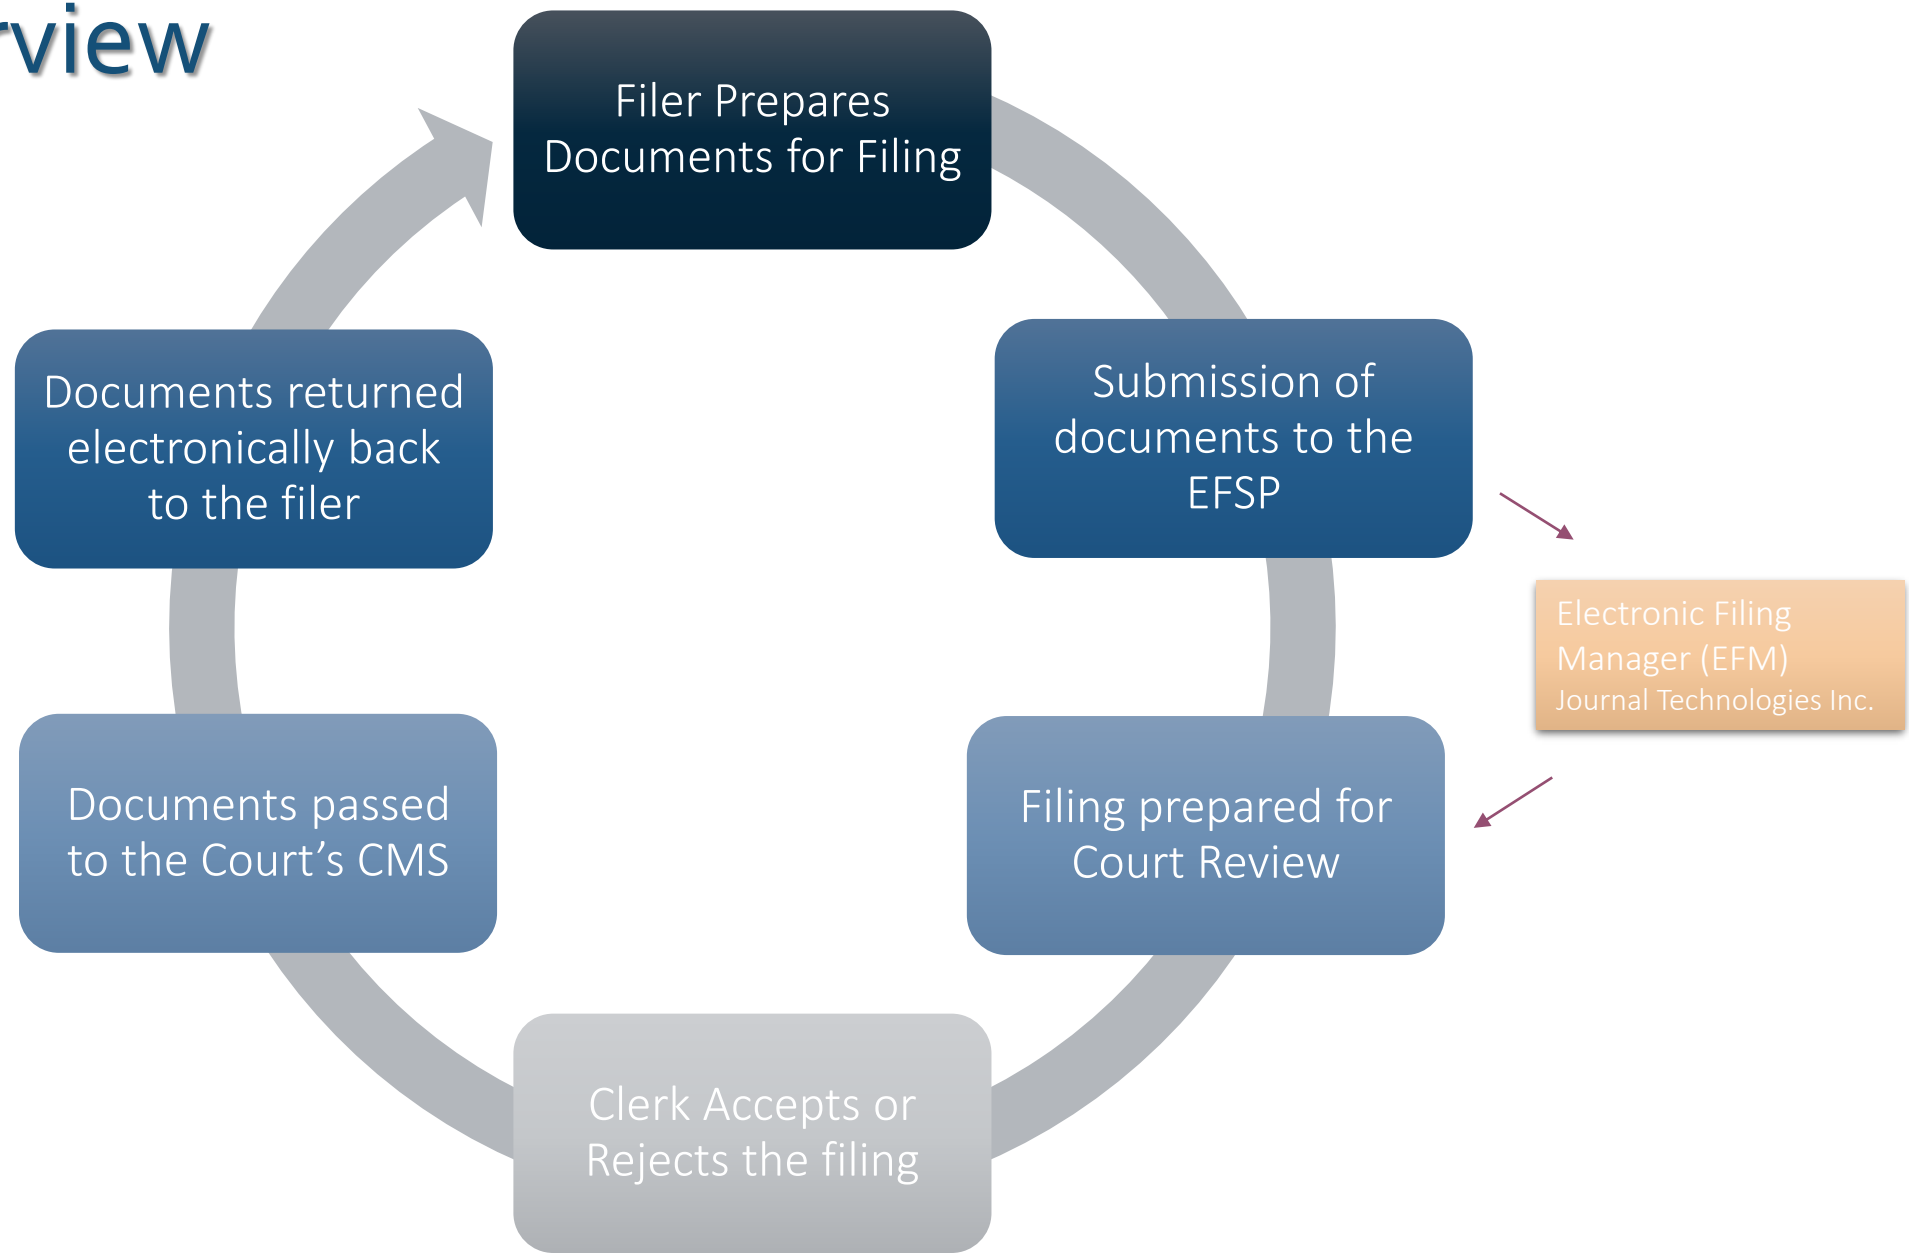 Filer Prepares
Documents for Filing
Submission of
documents to the
EFSP
Electronic Filing
Manager (EFM)
Journal Technologies Inc.
Filing prepared for
Court Review
Clerk Accepts or
Rejects the filing
Documents passed
to the Court’s CMS
Documents returned
electronically back
to the filer